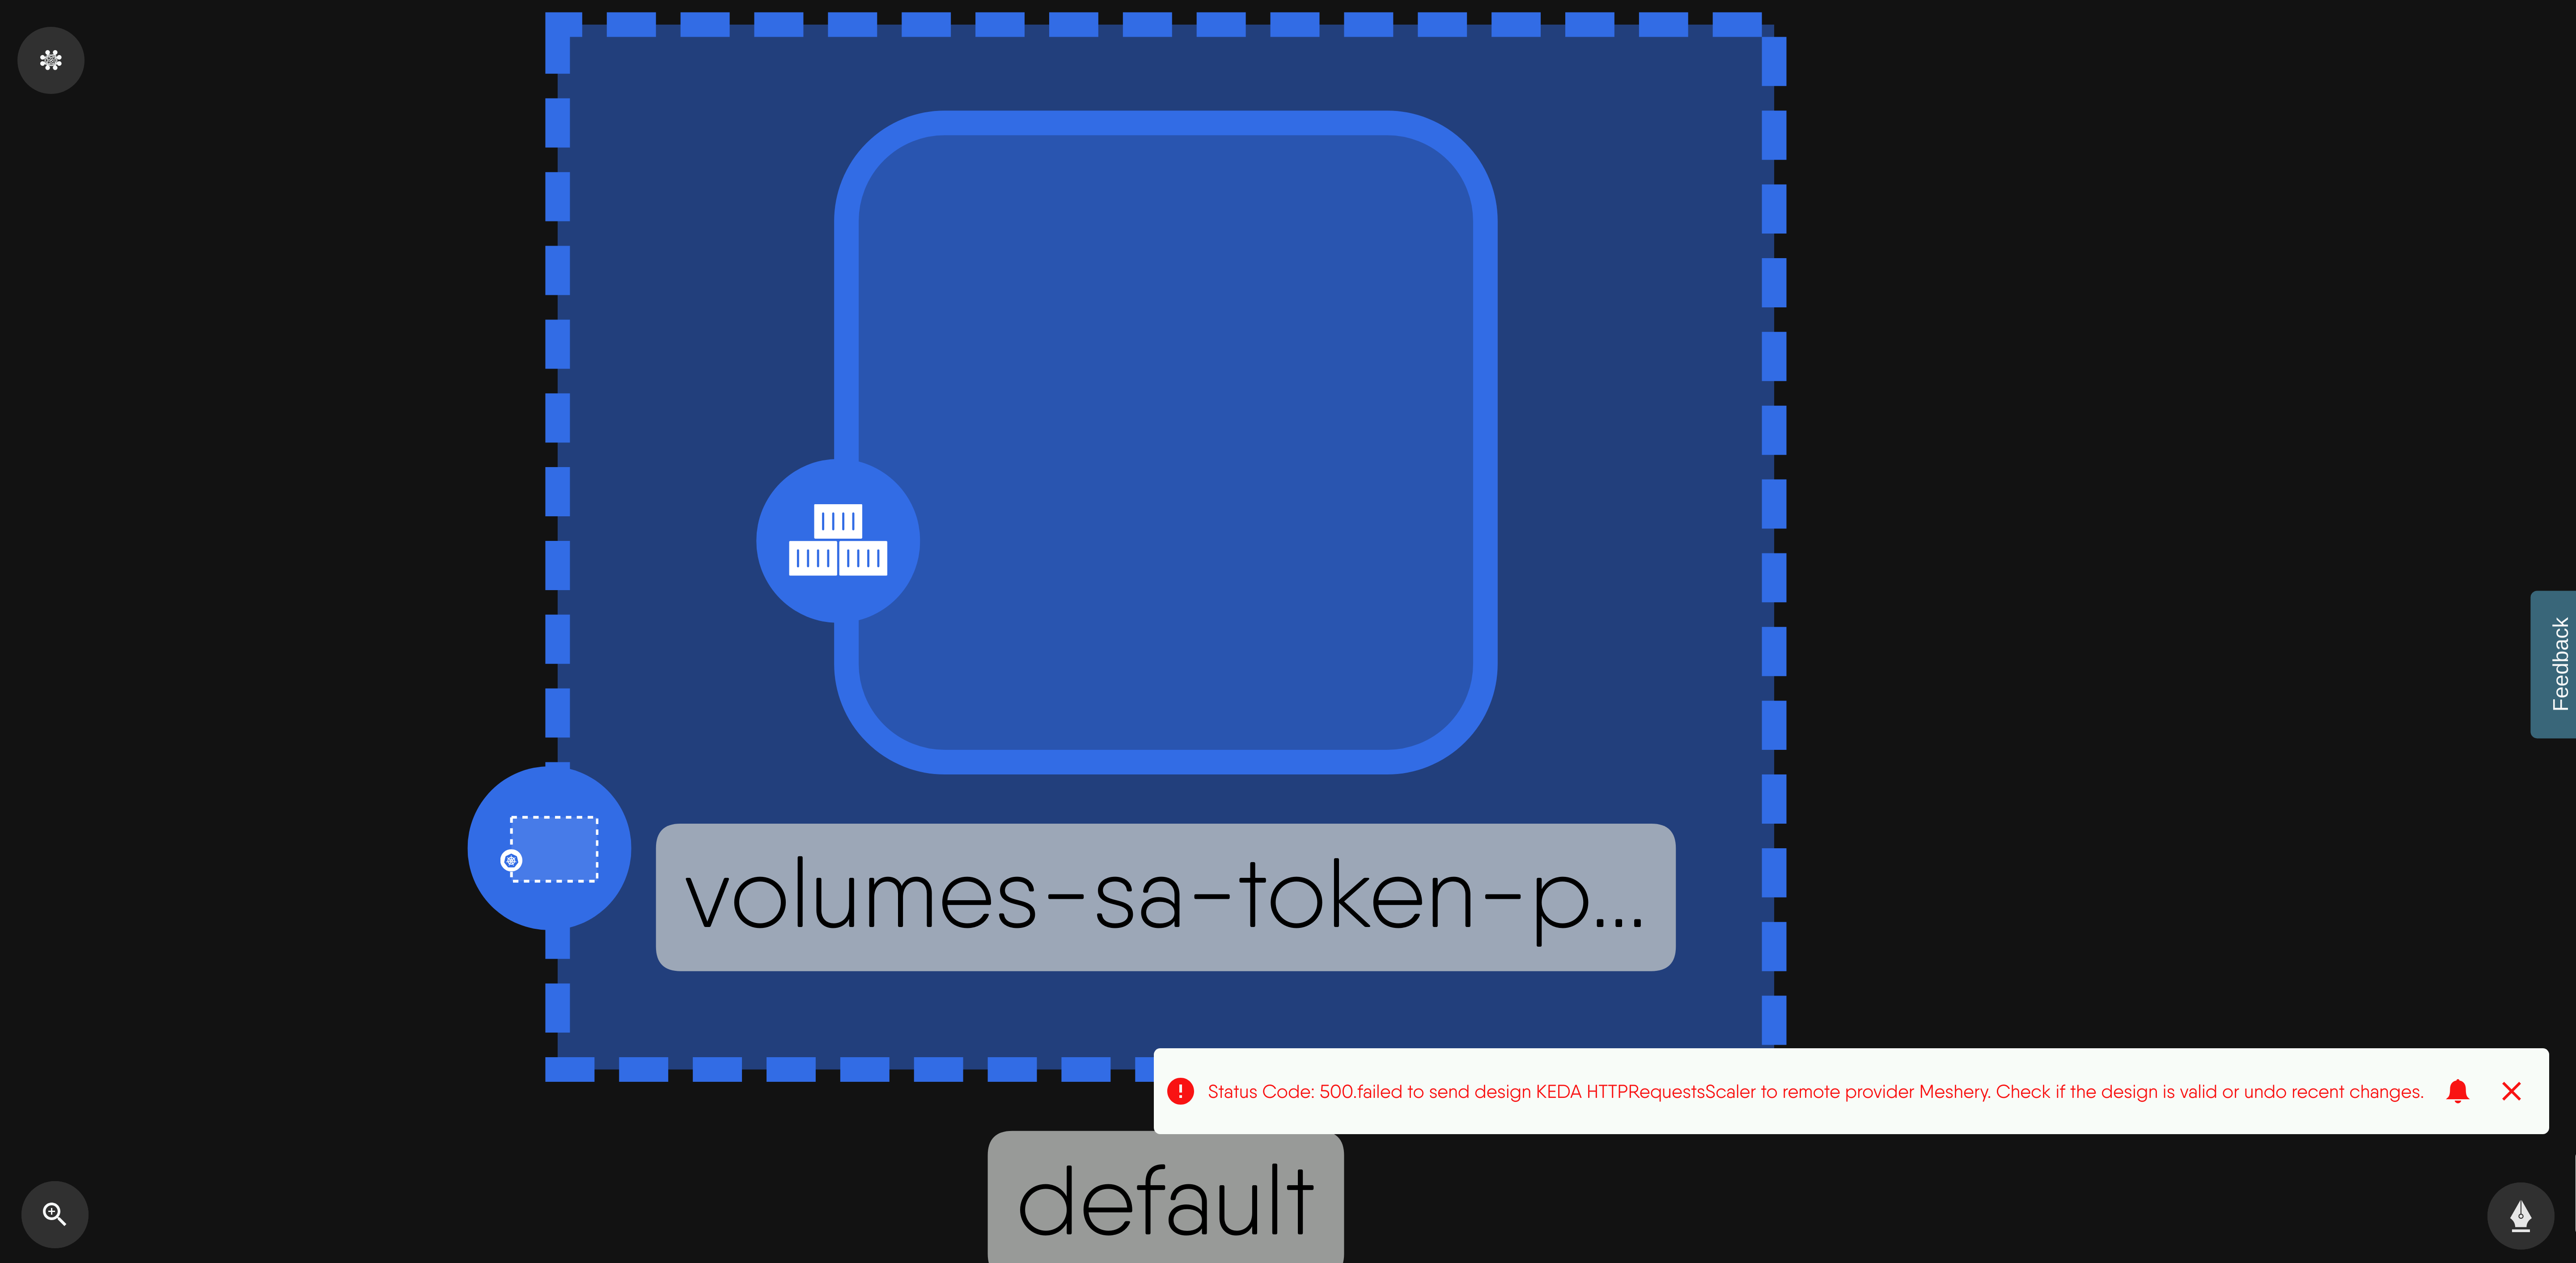 volumes-sa-token-p...
Feedback
Status Code: 500.failed to send design KEDA HTTPRequestsScaler to remote provider Meshery. Check if the design is valid or undo recent changes.
default